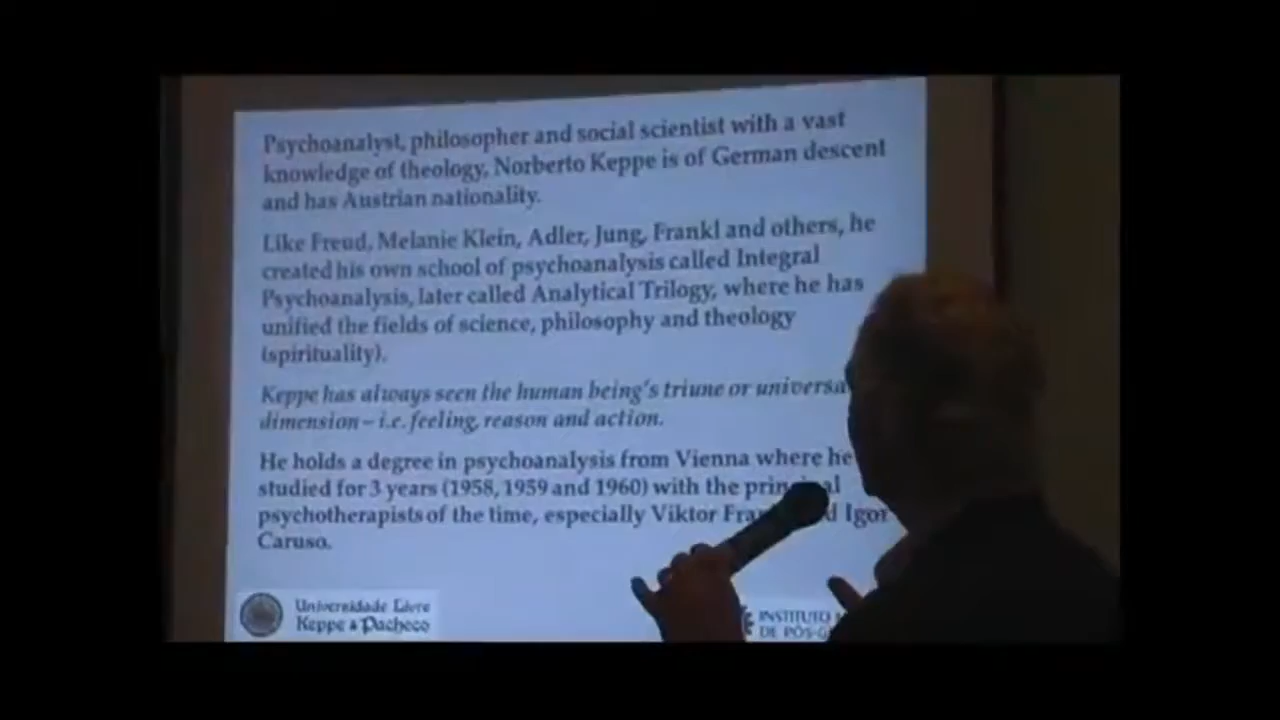 Psychoanalyst, philosopher and social scientist with a vast
knowledge of theology, Norberto Keppe is of German descent
and has Austrian nationality.
Like Freud, Melanie Klein, Adler, Jung, Frankl and others, he
created his own school of psychoanalysis called Integral
Psychoanalysis, later called Analytical Trilogy, where he has
unified the fields of science, philosophy and theology
(spirituality).
Keppe has always seen the human being's triune or universa
dimension – i.e. feeling, reason and action.
He holds a degree in psychoanalysis from Vienna where he
studied for 3 years (1958, 1959 and 1960) with the
psychotherapists of the time, especially Viktor Igor
Caruso.
Universidade Livre
Keppe & Pacheco
INSTITUTO
DE PÓS-G